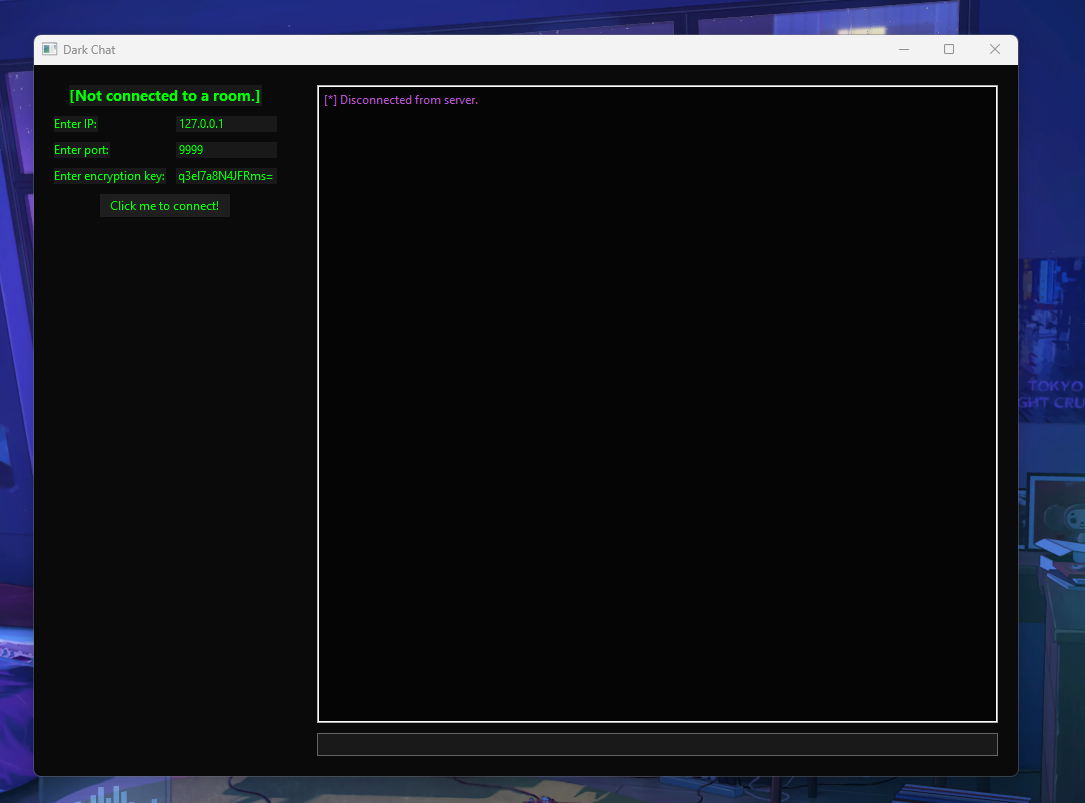 Dark Chat
[Not connected to a room.]
Enter IP: 127.0.0.1
Enter port: 9999
Enter encryption key: q3eI7a8N4JFRms=
Click me to connect!
[*] Disconnected from server.
TOKYO
GHT CRU